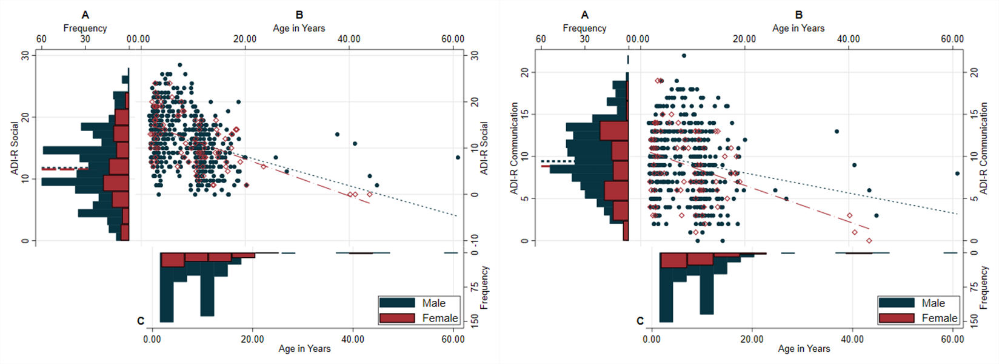 A B A B
Frequency Age in Years Frequency Age in Years
60 30 0 0.00 20.00 40.00 60.00 60 30 0 0.00 20.00 40.00 60.00
ADI-R Social
30
20
10
0
ADI-R Social
30
20
10
0
-10
ADI-R Communication
20
15
10
5
0
ADI-R Communication
20
15
10
5
0
0
75
150
Frequency
Male
Female
C
0.00 20.00 40.00 60.00
Age in Years
0
75
150
Frequency
Male
Female
C
0.00 20.00 40.00 60.00
Age in Years